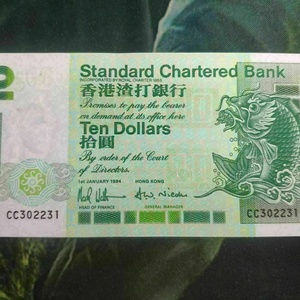 Standard Chartered Bank
INCORPORATED BY ROYAL CHARTER 1853
香港渣打銀行
Promises to pay the bearer
on demand at its office here
Ten Dollars
拾圓
By order of the Court
of Directors.
1st JANUARY 1994 HONG KONG
HEAD OF FINANCE GENERAL MANAGER
CC302231 CC302231